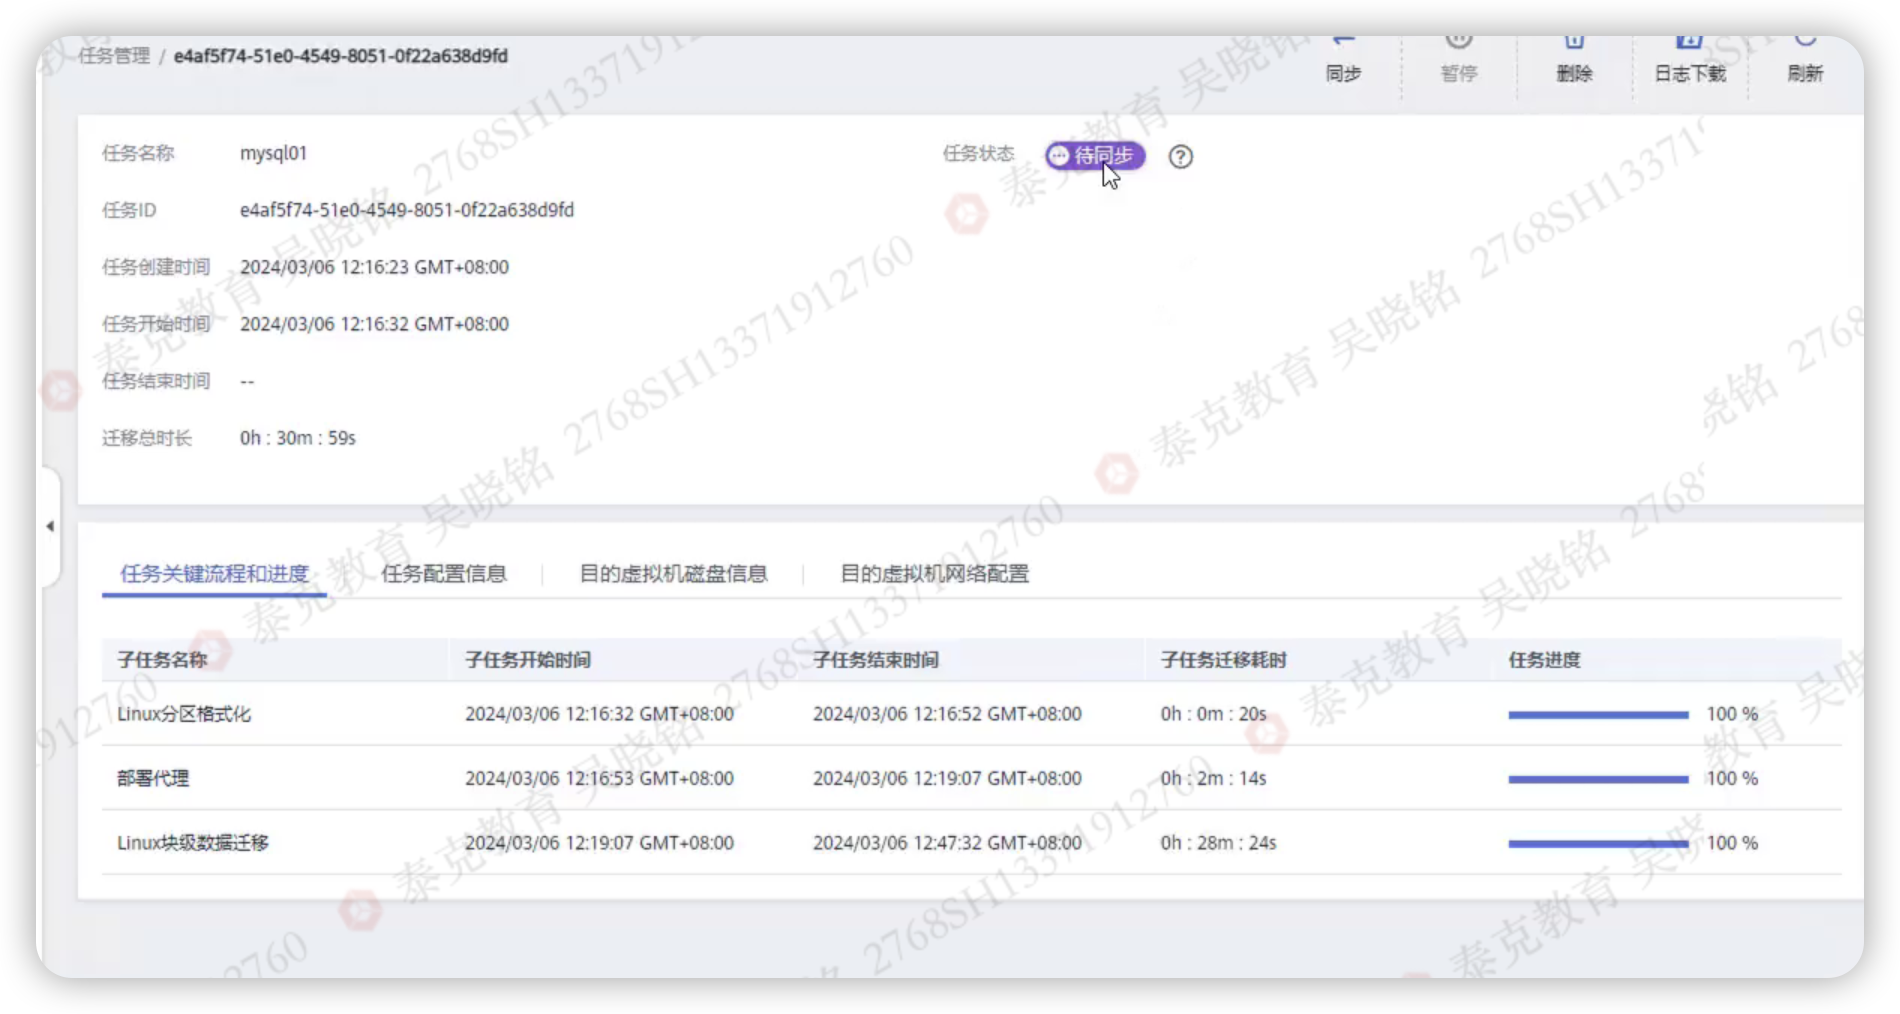 任务管理 / e4af5f74-51e0-4549-8051-0f22a638d9fd
同步 暂停 删除 日志下载 刷新
任务名称 mysql01 任务状态 待同步
任务ID e4af5f74-51e0-4549-8051-0f22a638d9fd
任务创建时间 2024/03/06 12:16:23 GMT+08:00
任务开始时间 2024/03/06 12:16:32 GMT+08:00
任务结束时间 --
迁移总时长 0h : 30m : 59s
任务关键流程和进度 任务配置信息 目的虚拟机磁盘信息 目的虚拟机网络配置
子任务名称 子任务开始时间 子任务结束时间 子任务迁移耗时 任务进度
Linux分区格式化 2024/03/06 12:16:32 GMT+08:00 2024/03/06 12:16:52 GMT+08:00 0h : 0m : 20s 100 %
部署代理 2024/03/06 12:16:53 GMT+08:00 2024/03/06 12:19:07 GMT+08:00 0h : 2m : 14s 100 %
Linux块级数据迁移 2024/03/06 12:19:07 GMT+08:00 2024/03/06 12:47:32 GMT+08:00 0h : 28m : 24s 100 %
泰克教育 吴晓铭 2768SH13371912760